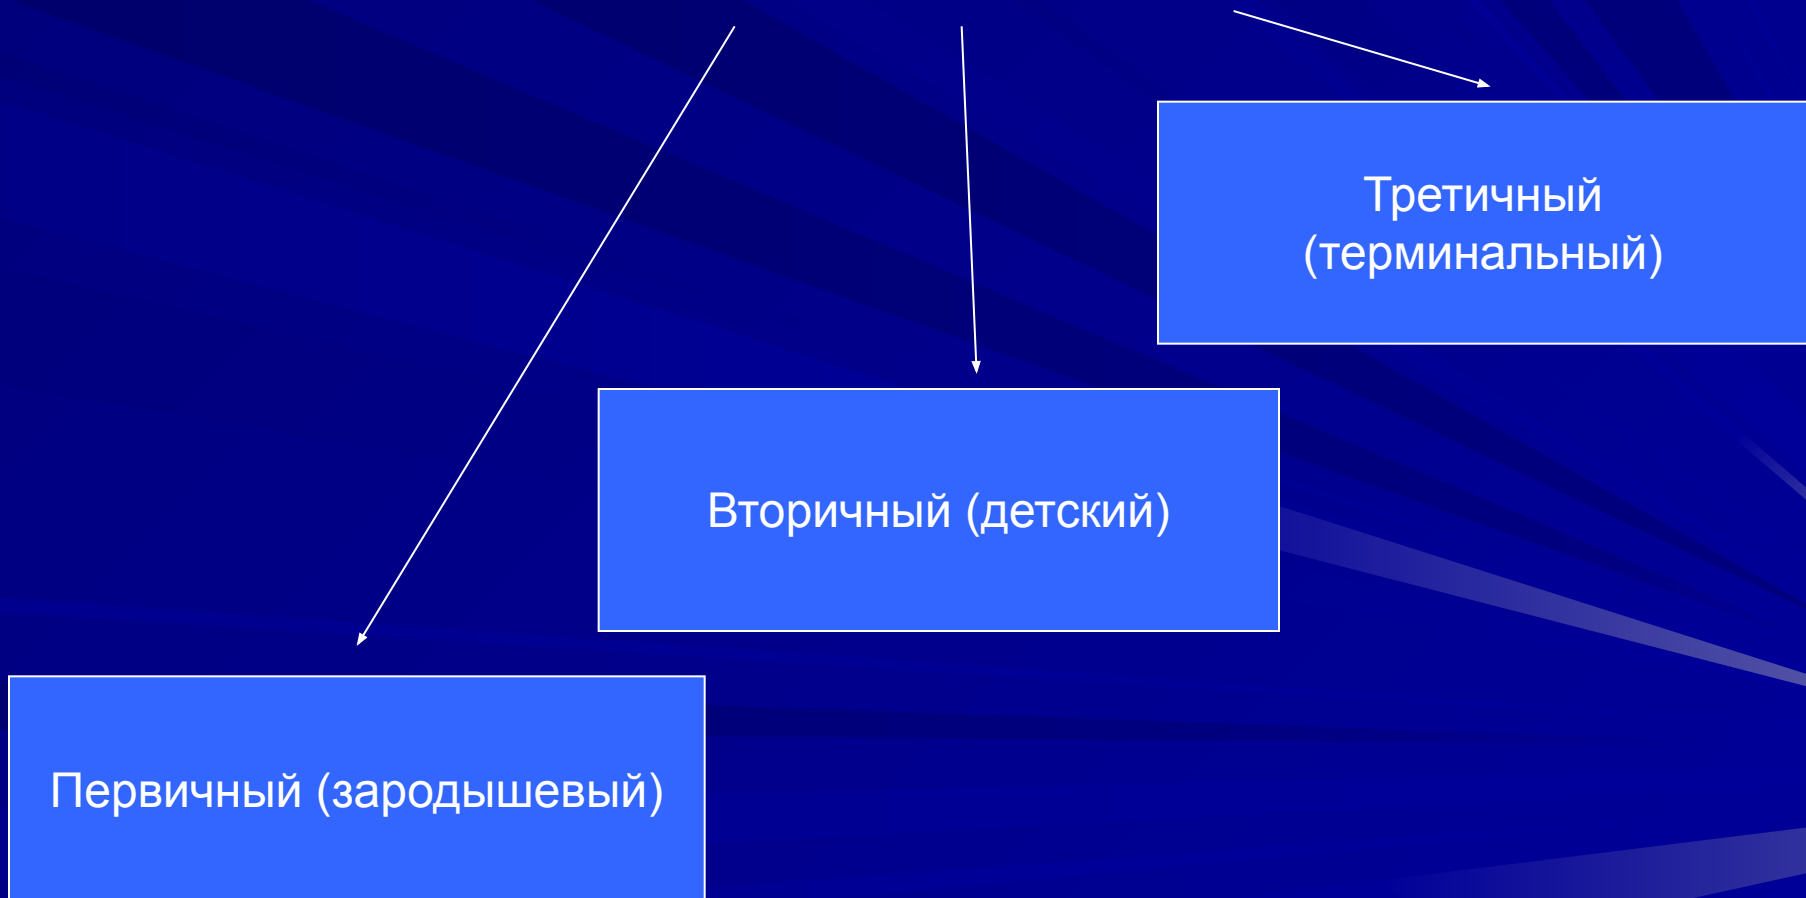 Третичный
(терминальный)
Вторичный (детский)
Первичный (зародышевый)